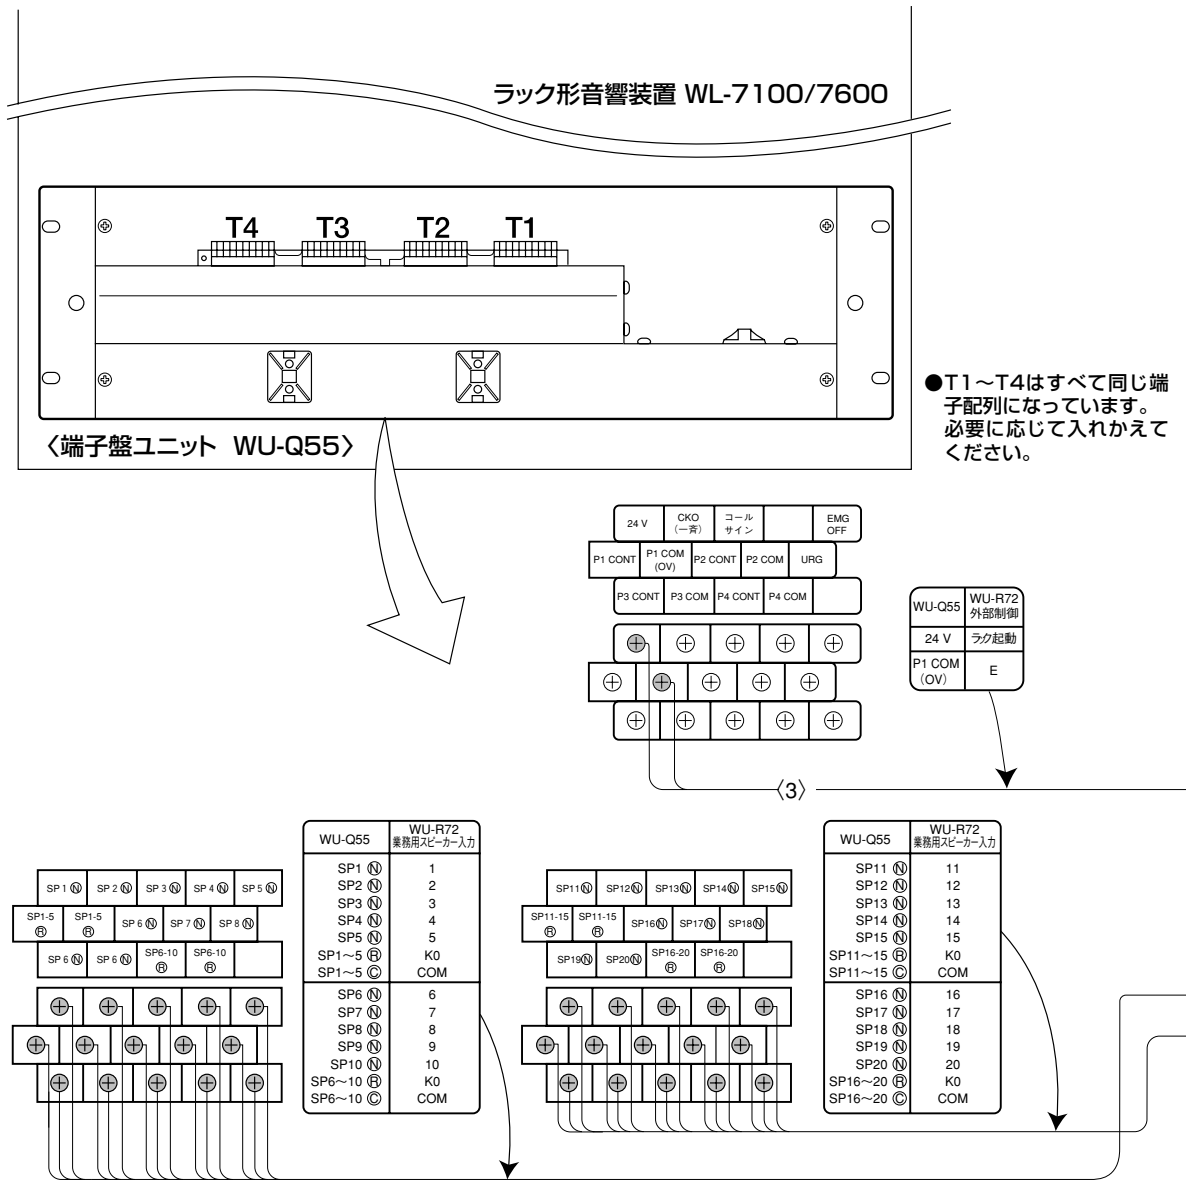 ラック形音響装置 WL-7100/7600
T4 T3 T2 T1
〈端子盤ユニット WU-Q55〉
●T1～T4はすべて同じ端
子配列になっています。
必要に応じて入れかえて
ください。
24 V
CKO
(一斉)
コール
サイン
EMG
OFF
P1 CONT
P1 COM
(OV)
P2 CONT
P2 COM
URG
P3 CONT
P3 COM
P4 CONT
P4 COM
WU-Q55
WU-R72
外部制御
24 V
ラック起動
P1 COM
(OV)
E
〈3〉
SP 1 Ⓝ
SP 2 Ⓝ
SP 3 Ⓝ
SP 4 Ⓝ
SP 5 Ⓝ
SP1-5
Ⓡ
SP1-5
Ⓡ
SP 6 Ⓝ
SP 7 Ⓝ
SP 8 Ⓝ
SP 6 Ⓝ
SP 6 Ⓝ
SP6-10
Ⓡ
SP6-10
Ⓡ
WU-Q55
WU-R72
業務用スピーカー入力
SP1 Ⓝ 1
SP2 Ⓝ 2
SP3 Ⓝ 3
SP4 Ⓝ 4
SP5 Ⓝ 5
SP1～5 Ⓡ K0
SP1～5 Ⓒ COM
SP6 Ⓝ 6
SP7 Ⓝ 7
SP8 Ⓝ 8
SP9 Ⓝ 9
SP10 Ⓝ 10
SP6～10 Ⓡ K0
SP6～10 Ⓒ COM
SP11Ⓝ
SP12Ⓝ
SP13Ⓝ
SP14Ⓝ
SP15Ⓝ
SP11-15
Ⓡ
SP11-15
Ⓡ
SP16Ⓝ
SP17Ⓝ
SP18Ⓝ
SP19Ⓝ
SP20Ⓝ
SP16-20
Ⓡ
SP16-20
Ⓡ
WU-Q55
WU-R72
業務用スピーカー入力
SP11 Ⓝ 11
SP12 Ⓝ 12
SP13 Ⓝ 13
SP14 Ⓝ 14
SP15 Ⓝ 15
SP11～15 Ⓡ K0
SP11～15 Ⓒ COM
SP16 Ⓝ 16
SP17 Ⓝ 17
SP18 Ⓝ 18
SP19 Ⓝ 19
SP20 Ⓝ 20
SP16～20 Ⓡ K0
SP16～20 Ⓒ COM